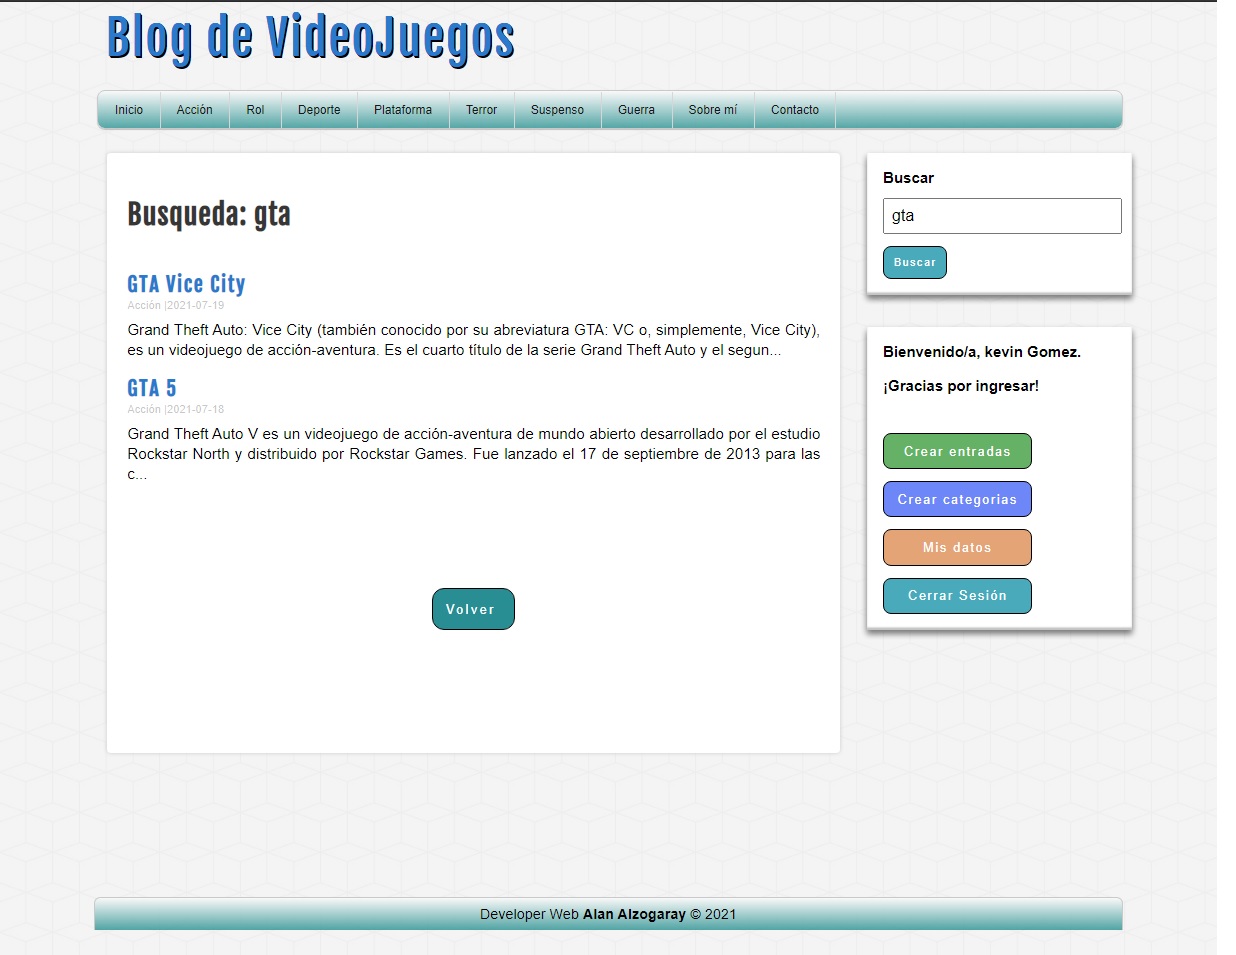 Blog de VideoJuegos
Inicio Acción Rol Deporte Plataforma Terror Suspenso Guerra Sobre mí Contacto
Busqueda: gta
GTA Vice City
Acción |2021-07-19
Grand Theft Auto: Vice City (también conocido por su abreviatura GTA: VC o, simplemente, Vice City),
es un videojuego de acción-aventura. Es el cuarto título de la serie Grand Theft Auto y el segun...
GTA 5
Acción |2021-07-18
Grand Theft Auto V es un videojuego de acción-aventura de mundo abierto desarrollado por el estudio
Rockstar North y distribuido por Rockstar Games. Fue lanzado el 17 de septiembre de 2013 para las
c...
Volver
Buscar
gta
Buscar
Bienvenido/a, kevin Gomez.
¡Gracias por ingresar!
Crear entradas
Crear categorias
Mis datos
Cerrar Sesión
Developer Web Alan Alzogaray © 2021